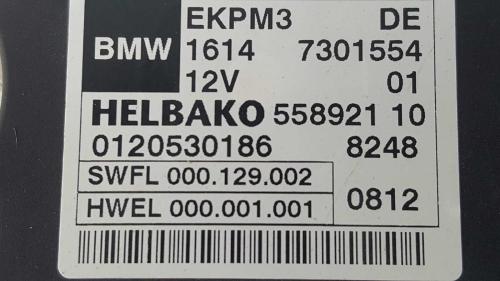 EKPM3 DE
BMW 1614 7301554
12V 01
HELBAKO 558921 10
0120530186 8248
SWFL 000.129.002
HWEL 000.001.001 0812